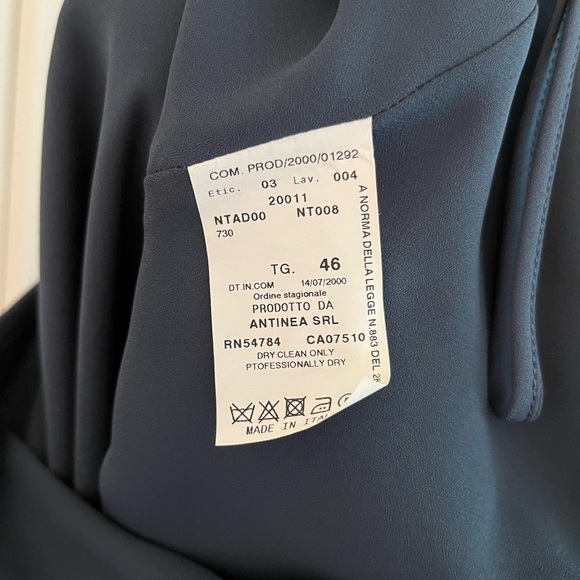 COM. PROD/2000/01292
Etic. 03 Lav. 004
20011
NTAD00 NT008
730
TG. 46
DT.IN.COM 14/07/2000
Ordine stagionale
PRODOTTO DA
ANTINEA SRL
RN54784 CA07510
DRY CLEAN ONLY
PTOFESSIONALLY DRY
MADE IN
A NORMA DELLA LEGGE N.883 DEL